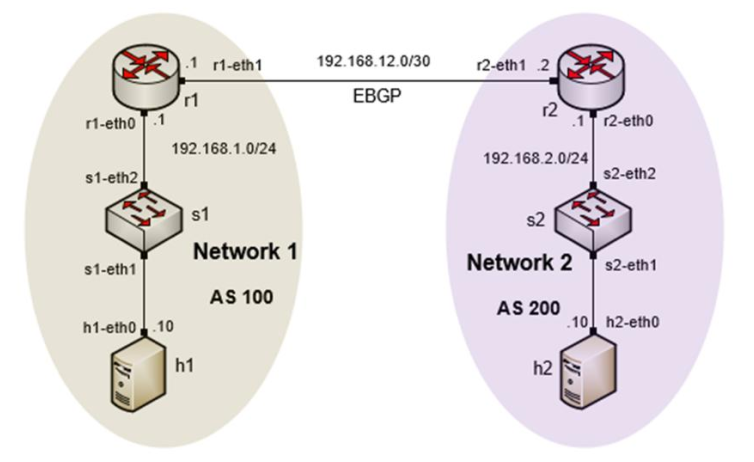 .1 r1-eth1 192.168.12.0/30 r2-eth1 .2
EBGP
r1
r2
r1-eth0 .1
.1 r2-eth0
192.168.1.0/24
192.168.2.0/24
s1-eth2
s2-eth2
s1
s2
Network 1
Network 2
s1-eth1
s2-eth1
AS 100
AS 200
h1-eth0 .10
.10 h2-eth0
h1
h2